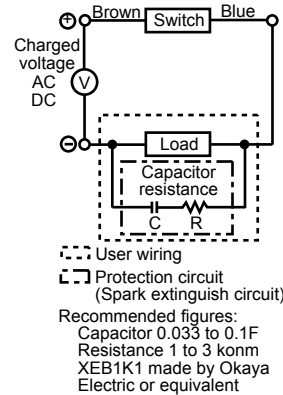 ⊕ Brown Switch Blue
Charged
voltage
AC
DC
V
⊖ Load
Capacitor
resistance
C R
User wiring
Protection circuit
(Spark extinguish circuit)
Recommended figures:
Capacitor 0.033 to 0.1F
Resistance 1 to 3 konm
XEB1K1 made by Okaya
Electric or equivalent